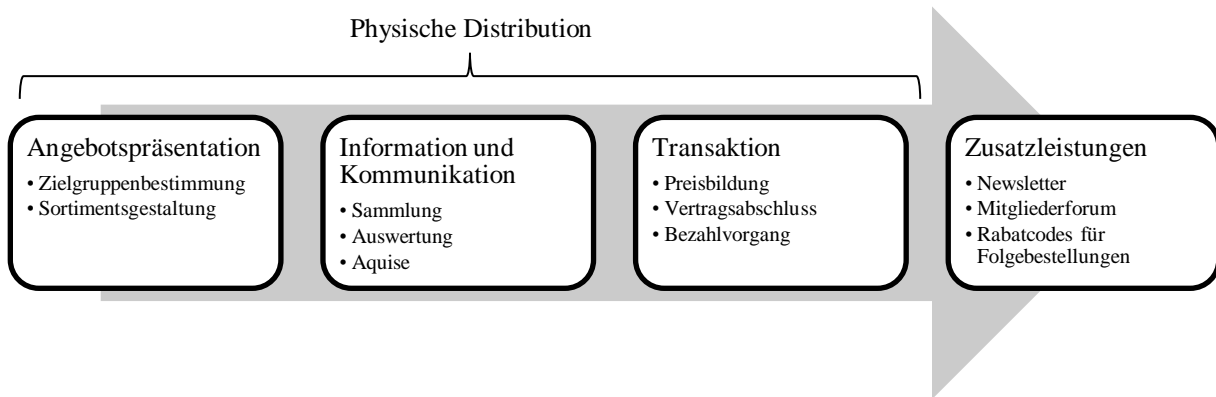 Physische Distribution
Angebotspräsentation
• Zielgruppenbestimmung
• Sortimentsgestaltung
Information und
Kommunikation
• Sammlung
• Auswertung
• Aquise
Transaktion
• Preisbildung
• Vertragsabschluss
• Bezahlvorgang
Zusatzleistungen
• Newsletter
• Mitgliederforum
• Rabatcodes für
Folgebestellungen